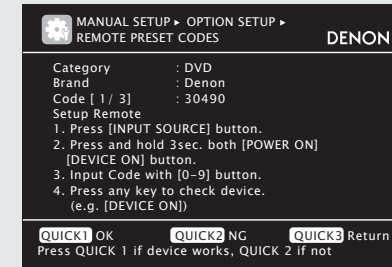 MANUAL SETUP ▸ OPTION SETUP ▸
REMOTE PRESET CODES
DENON
Category : DVD
Brand : Denon
Code [ 1/ 3] : 30490
Setup Remote
1. Press [INPUT SOURCE] button.
2. Press and hold 3sec. both [POWER ON]
[DEVICE ON] button.
3. Input Code with [0–9] button.
4. Press any key to check device.
(e.g. [DEVICE ON])
QUICK1 OK QUICK2 NG QUICK3 Return
Press QUICK 1 if device works, QUICK 2 if not